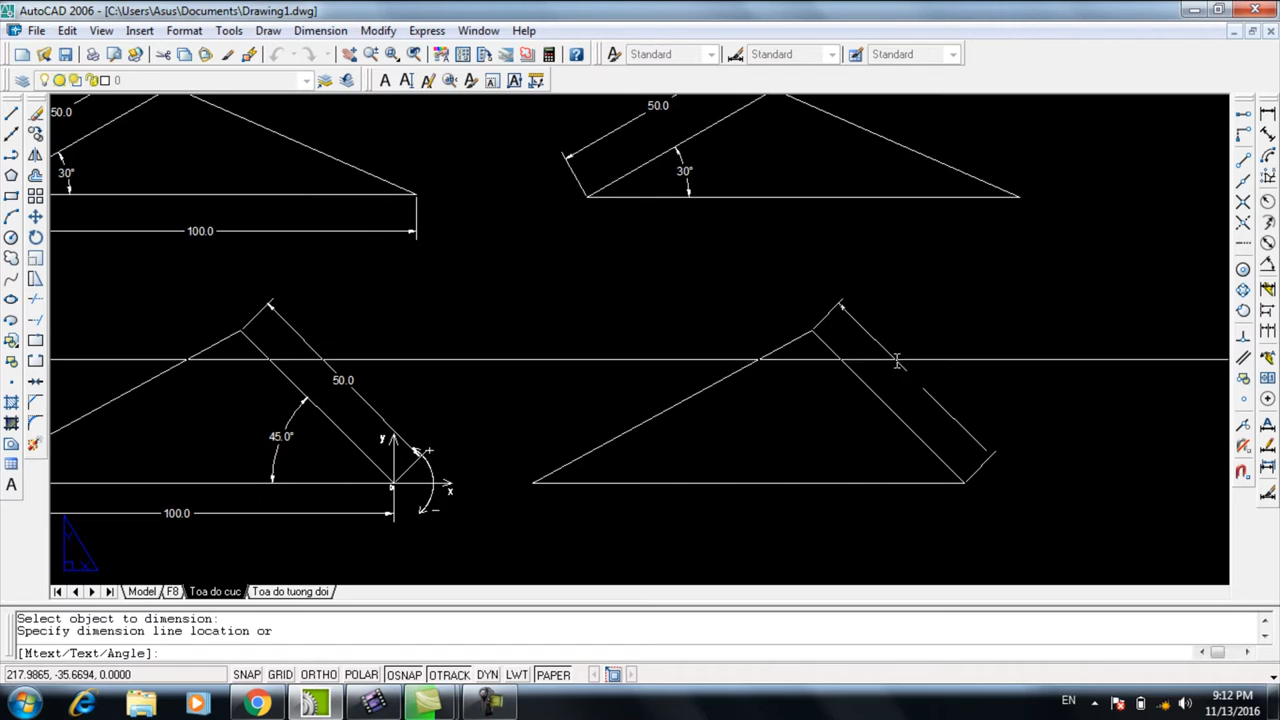 AutoCAD 2006 - [C:\Users\Asus\Documents\Drawing1.dwg]
File Edit View Insert Format Tools Draw Dimension Modify Express Window Help
Standard Standard Standard
0
50.0
50.0
30°
30°
100.0
50.0
45.0°
y
+
x
−
100.0
Model F8 Toa do cuc Toa do tuong doi
Select object to dimension:
Specify dimension line location or
[Mtext/Text/Angle]:
217.9865, -35.6694, 0.0000 SNAP GRID ORTHO POLAR OSNAP OTRACK DYN LWT PAPER
EN
9:12 PM
11/13/2016